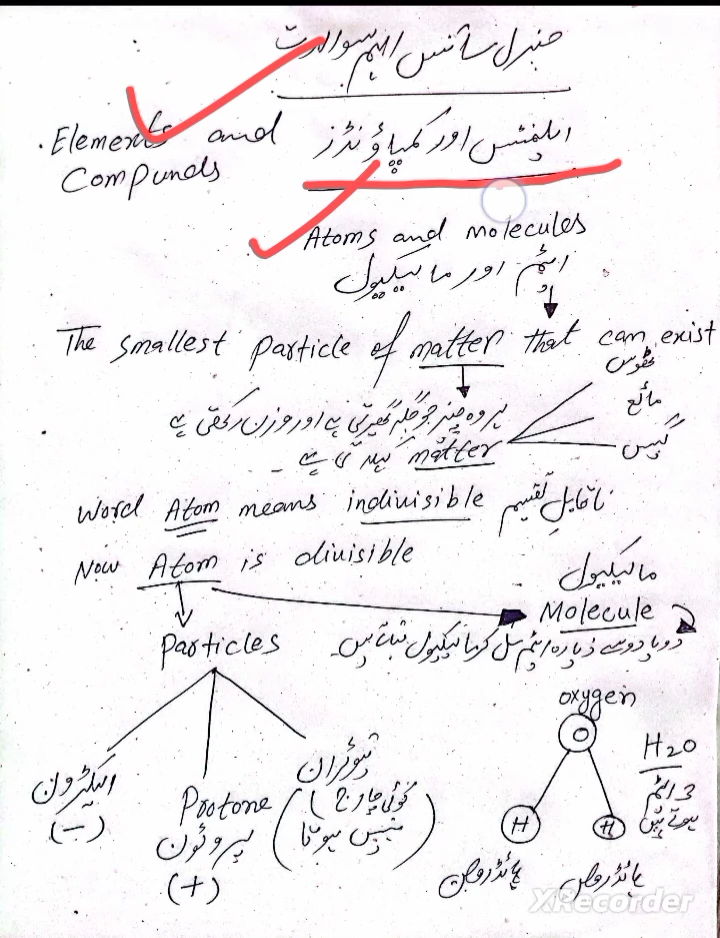 جنرل سائنس اہم سوالات
. Elements and
Compunds
ایلمنٹس اور کمپاؤنڈز
Atoms and Molecules
ایٹم اور مالیکیول
The smallest particle of matter that can exist
ٹھوس
مائع
گیس
ہر وہ چیز جو جگہ گھیرتی ہے اور وزن رکھتی ہے
matter کہلاتی ہے -
Word Atom means indivisible ناقابلِ تقسیم
Now Atom is divisible
Particles
الیکٹرون
(-)
Protone
پروٹون
(+)
نیوٹران
(کوئی چارج
نہیں ہوتا)
مالیکیول
Molecule
دو یا دو سے زیادہ ایٹم مل کر مالیکیول بناتے ہیں۔
oxygen
O
H
H
ہائڈروجن
ہائڈروجن
H2O
3 ایٹم
ہوتے ہیں
XRecorder